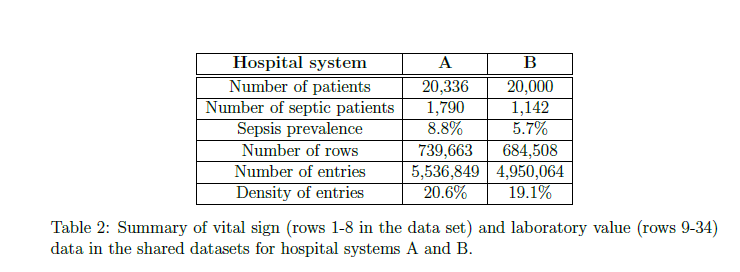 Hospital system A B
Number of patients 20,336 20,000
Number of septic patients 1,790 1,142
Sepsis prevalence 8.8% 5.7%
Number of rows 739,663 684,508
Number of entries 5,536,849 4,950,064
Density of entries 20.6% 19.1%
Table 2: Summary of vital sign (rows 1-8 in the data set) and laboratory value (rows 9-34)
data in the shared datasets for hospital systems A and B.